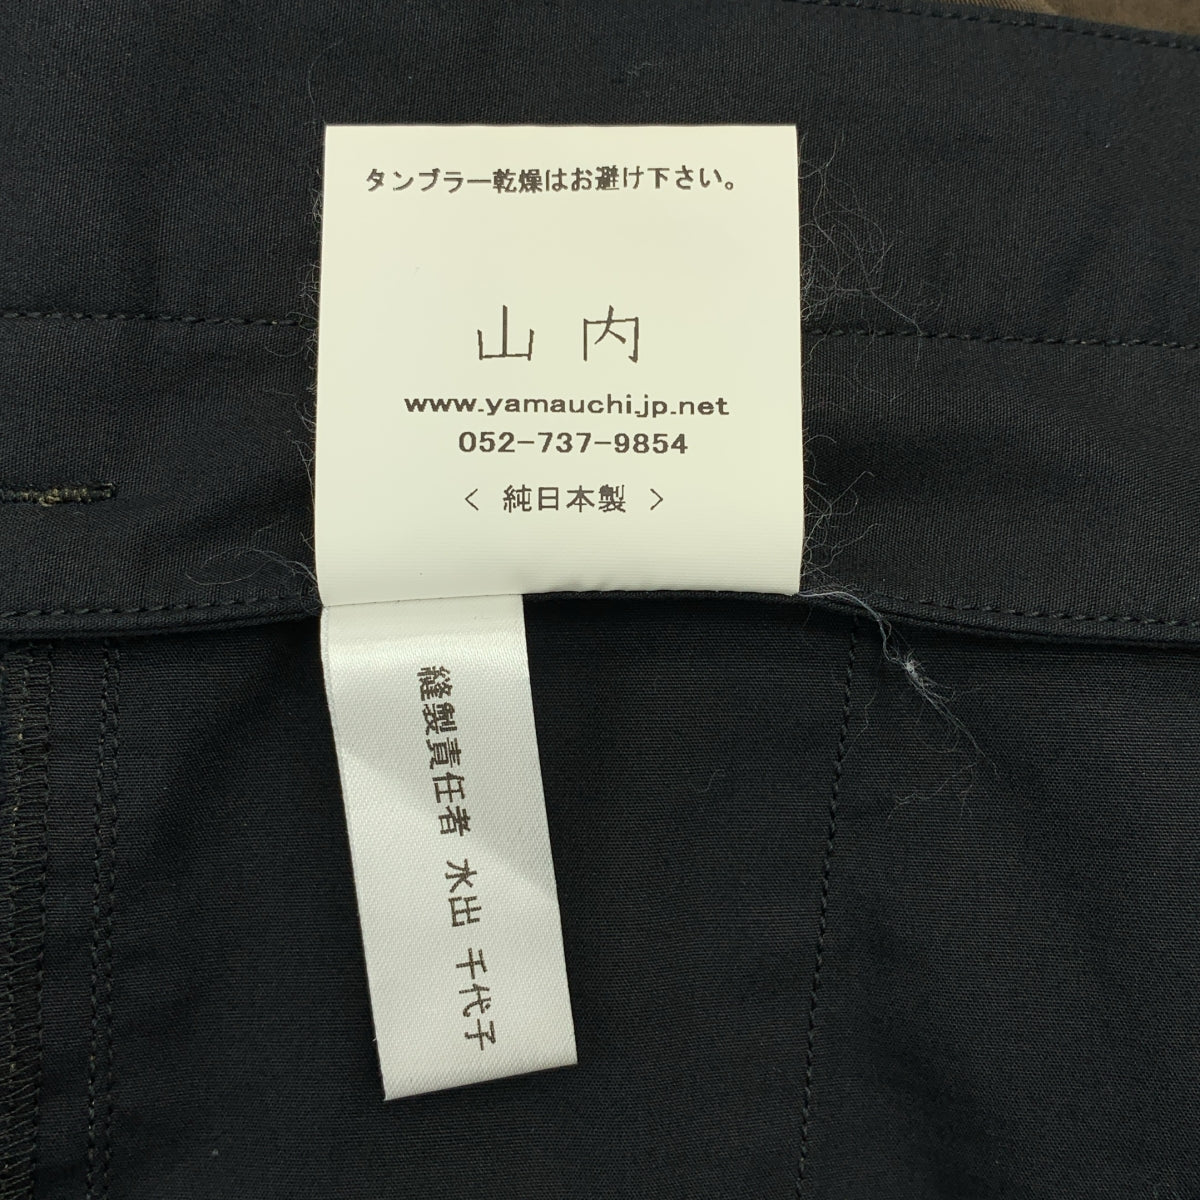 タンブラー乾燥はお避け下さい。
山内
www.yamauchi.jp.net
052-737-9854
< 純日本製 >
縫製責任者 水出 千代子